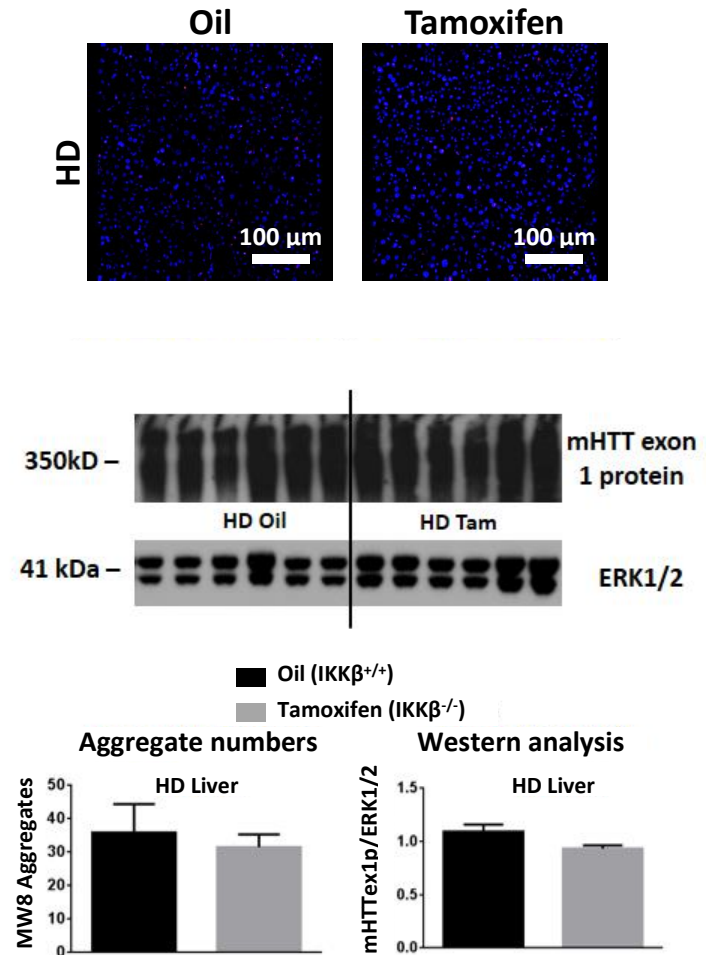 Oil Tamoxifen
HD
100 µm 100 µm
350kD –
mHTT exon
1 protein
HD Oil HD Tam
41 kDa –
ERK1/2
Oil (IKKβ+/+)
Tamoxifen (IKKβ-/-)
Aggregate numbers
HD Liver
MW8 Aggregates
50
40
30
20
10
0
Western analysis
HD Liver
mHTTex1p/ERK1/2
1.5
1.0
0.5
0.0